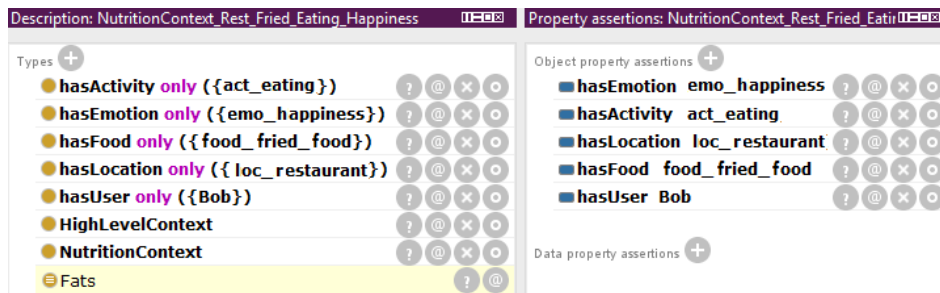 Description: NutritionContext_Rest_Fried_Eating_Happiness
Types
hasActivity only ({act_eating})
hasEmotion only ({emo_happiness})
hasFood only ({food_fried_food})
hasLocation only ({loc_restaurant})
hasUser only ({Bob})
HighLevelContext
NutritionContext
Fats
Property assertions: NutritionContext_Rest_Fried_Eatin
Object property assertions
hasEmotion emo_happiness
hasActivity act_eating
hasLocation loc_restaurant
hasFood food_fried_food
hasUser Bob
Data property assertions